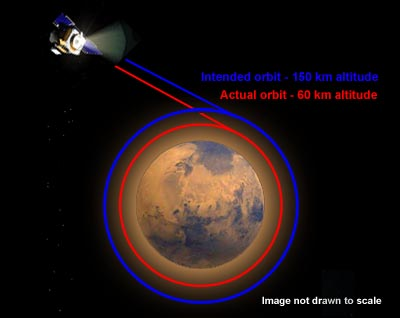 Intended orbit - 150 km altitude
Actual orbit - 60 km altitude
Image not drawn to scale